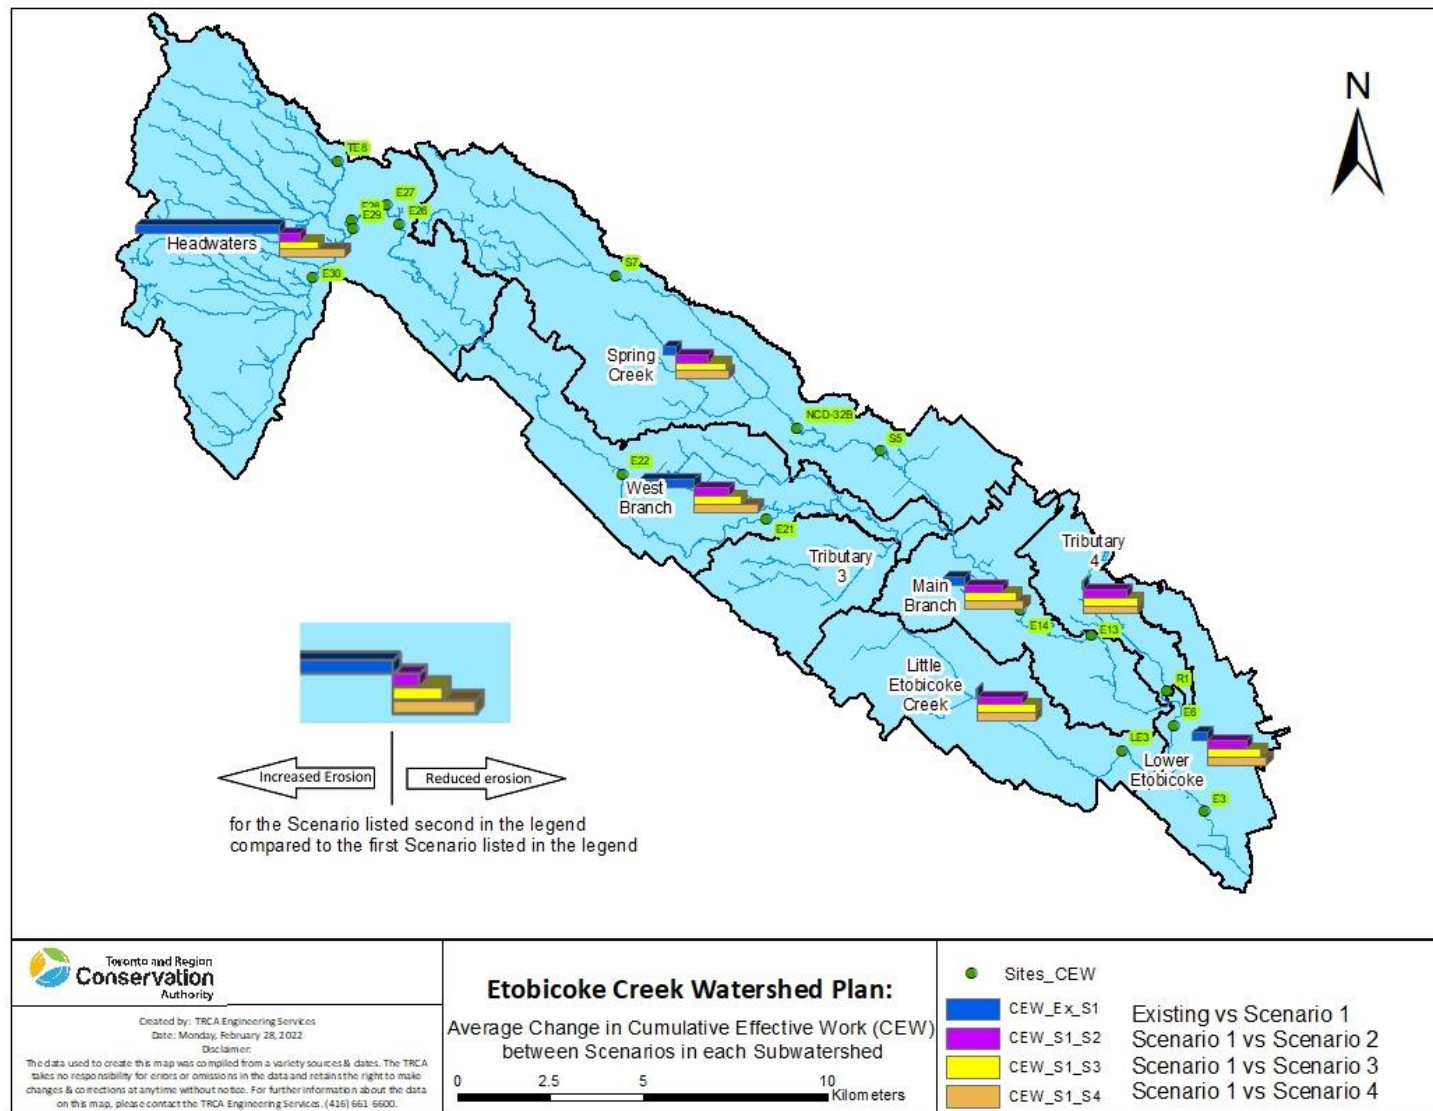 N
TE8
E27
E28
E29
E26
Headwaters
E30
S7
Spring
Creek
NCD-32B
S5
E22
West
Branch
E21
Tributary
3
Tributary
4
Main
Branch
E14
E13
Little
Etobicoke
Creek
R1
E6
LE3
Lower
Etobicoke
E3
Increased Erosion
Reduced erosion
for the Scenario listed second in the legend
compared to the first Scenario listed in the legend
Toronto and Region
Conservation
Authority
Created by: TRCA Engineering Services
Date: Monday, February 28, 2022
Disclaimer:
The data used to create this map was compiled from a variety sources & dates. The TRCA
takes no responsibility for errors or omissions in the data and retains the right to make
changes & corrections at anytime without notice. For further information about the data
on this map, please contact the TRCA Engineering Services. (416) 661-6600.
Etobicoke Creek Watershed Plan:
Average Change in Cumulative Effective Work (CEW)
between Scenarios in each Subwatershed
0 2.5 5 10
Kilometers
Sites_CEW
CEW_Ex_S1 Existing vs Scenario 1
CEW_S1_S2 Scenario 1 vs Scenario 2
CEW_S1_S3 Scenario 1 vs Scenario 3
CEW_S1_S4 Scenario 1 vs Scenario 4